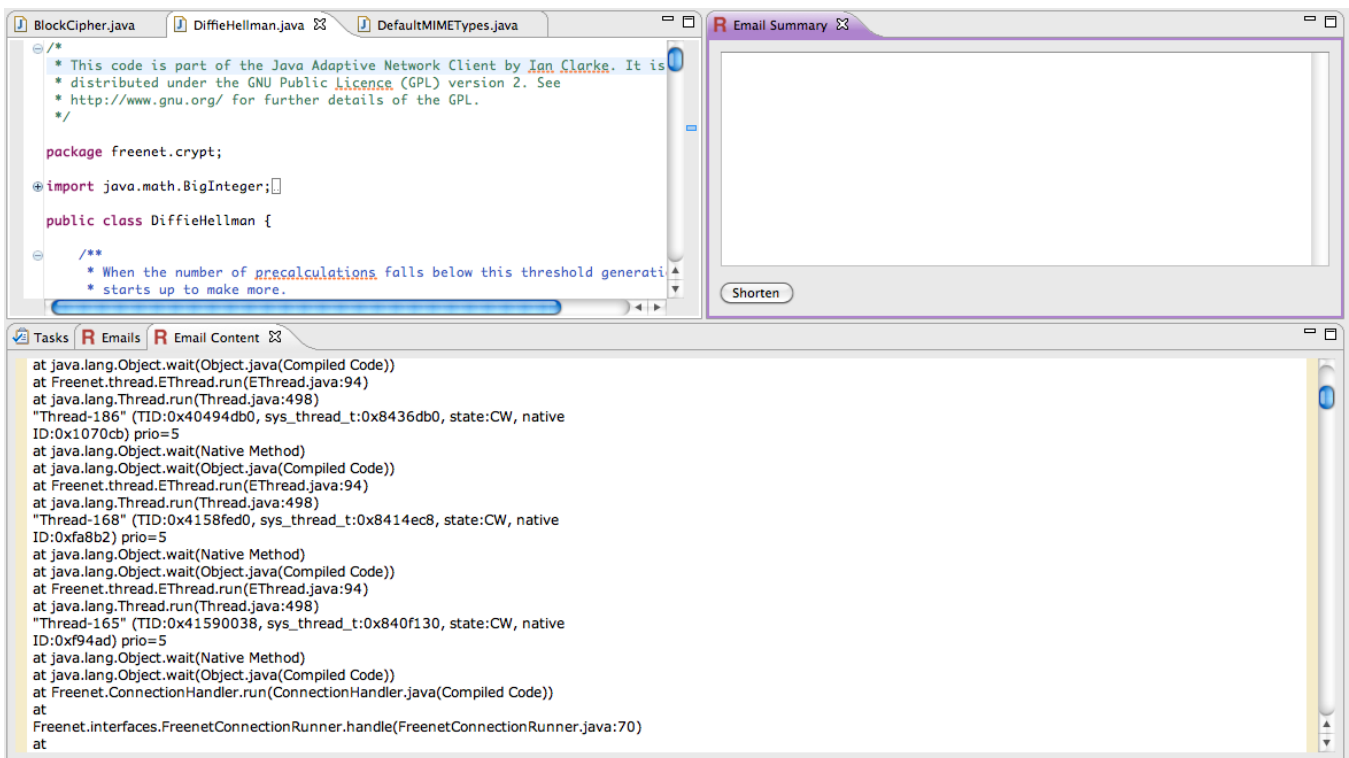 BlockCipher.java
DiffieHellman.java
DefaultMIMETypes.java
/*
* This code is part of the Java Adaptive Network Client by Ian Clarke. It is
* distributed under the GNU Public Licence (GPL) version 2. See
* http://www.gnu.org/ for further details of the GPL.
*/
package freenet.crypt;
import java.math.BigInteger;
public class DiffieHellman {
/**
* When the number of precalculations falls below this threshold generati
* starts up to make more.
R Email Summary
Shorten
Tasks
R Emails
R Email Content
at java.lang.Object.wait(Object.java(Compiled Code))
at Freenet.thread.EThread.run(EThread.java:94)
at java.lang.Thread.run(Thread.java:498)
"Thread-186" (TID:0x40494db0, sys_thread_t:0x8436db0, state:CW, native
ID:0x1070cb) prio=5
at java.lang.Object.wait(Native Method)
at java.lang.Object.wait(Object.java(Compiled Code))
at Freenet.thread.EThread.run(EThread.java:94)
at java.lang.Thread.run(Thread.java:498)
"Thread-168" (TID:0x4158fed0, sys_thread_t:0x8414ec8, state:CW, native
ID:0xfa8b2) prio=5
at java.lang.Object.wait(Native Method)
at java.lang.Object.wait(Object.java(Compiled Code))
at Freenet.thread.EThread.run(EThread.java:94)
at java.lang.Thread.run(Thread.java:498)
"Thread-165" (TID:0x41590038, sys_thread_t:0x840f130, state:CW, native
ID:0xf94ad) prio=5
at java.lang.Object.wait(Native Method)
at java.lang.Object.wait(Object.java(Compiled Code))
at Freenet.ConnectionHandler.run(ConnectionHandler.java(Compiled Code))
at
Freenet.interfaces.FreenetConnectionRunner.handle(FreenetConnectionRunner.java:70)
at